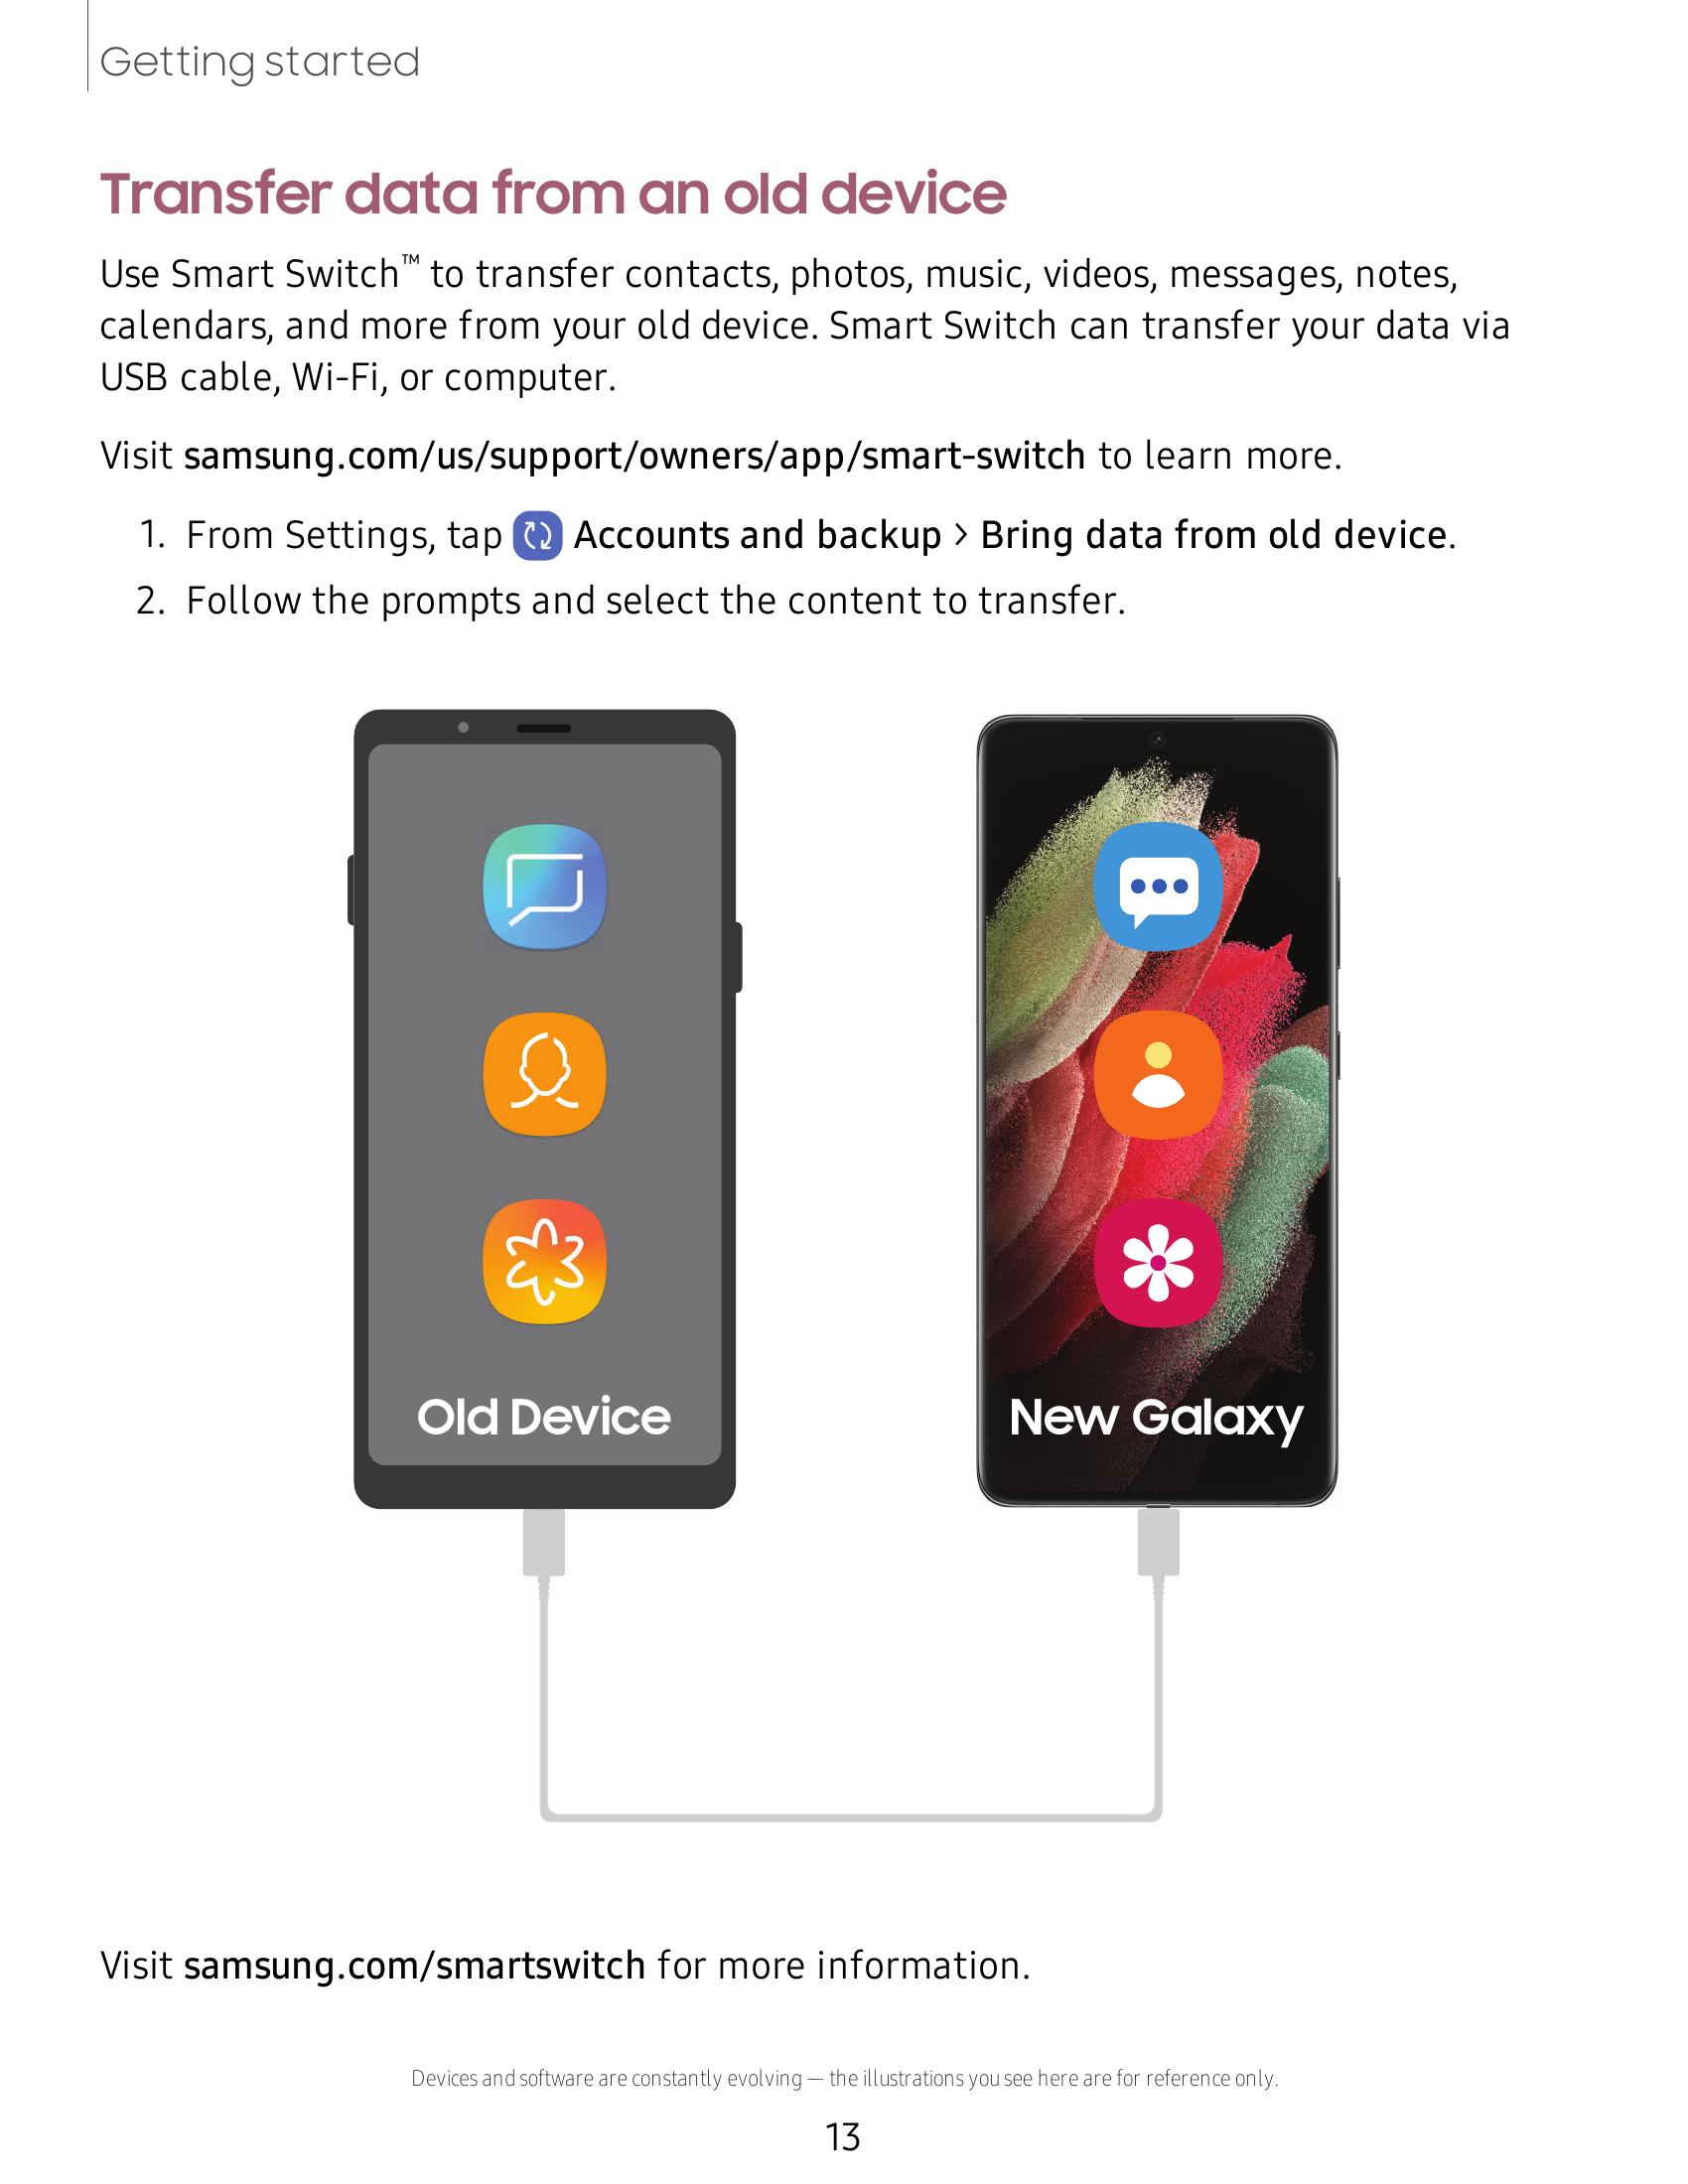 Getting started
Transfer data from an old device
Use Smart Switch™ to transfer contacts, photos, music, videos, messages, notes,
calendars, and more from your old device. Smart Switch can transfer your data via
USB cable, Wi-Fi, or computer.
Visit samsung.com/us/support/owners/app/smart-switch to learn more.
1. From Settings, tap Accounts and backup > Bring data from old device.
2. Follow the prompts and select the content to transfer.
Old Device
New Galaxy
Visit samsung.com/smartswitch for more information.
Devices and software are constantly evolving — the illustrations you see here are for reference only.
13